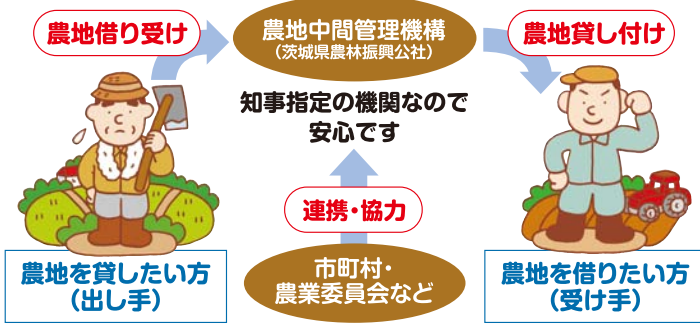 農地借り受け
農地中間管理機構
（茨城県農林振興公社）
農地貸し付け
知事指定の機関なので
安心です
連携・協力
農地を貸したい方
（出し手）
市町村・
農業委員会など
農地を借りたい方
（受け手）